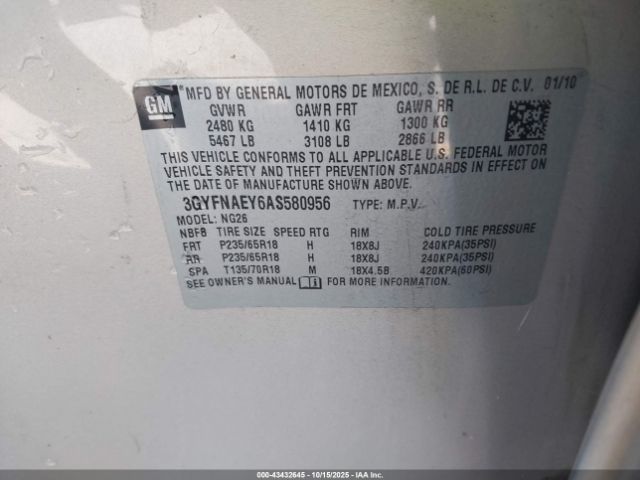 GM ® MFD BY GENERAL MOTORS DE MEXICO, S. DE R.L. DE C.V. 01/10
GVWR GAWR FRT GAWR RR
2480 KG 1410 KG 1300 KG
5467 LB 3108 LB 2866 LB
THIS VEHICLE CONFORMS TO ALL APPLICABLE U.S. FEDERAL MOTOR
VEHICLE SAFETY AND THEFT PREVENTION STANDARDS IN EFFECT ON
THE DATE OF MANUFACTURE SHOWN ABOVE.
3GYFNAEY6AS580956 TYPE: M.P.V.
MODEL: NG26
NBFB TIRE SIZE SPEED RTG RIM COLD TIRE PRESSURE
FRT P235/65R18 H 18X8J 240KPA(35PSI)
RR P235/65R18 H 18X8J 240KPA(35PSI)
SPA T135/70R18 M 18X4.5B 420KPA(60PSI)
SEE OWNER'S MANUAL FOR MORE INFORMATION.
000-43432645 - 10/15/2025 - IAAI.COM